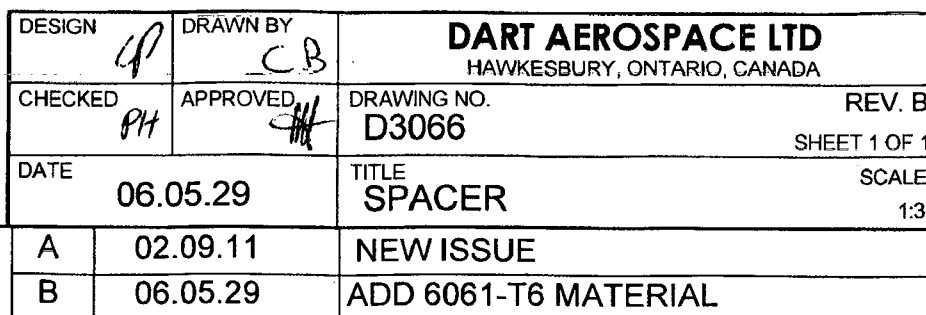 DESIGN
DRAWN BY
CB
DART AEROSPACE LTD
HAWKESBURY, ONTARIO, CANADA
CHECKED
PH
APPROVED
DRAWING NO.
D3066
REV. B
SHEET 1 OF 1
DATE
06.05.29
TITLE
SPACER
SCALE
1:3
A 02.09.11 NEW ISSUE
B 06.05.29 ADD 6061-T6 MATERIAL